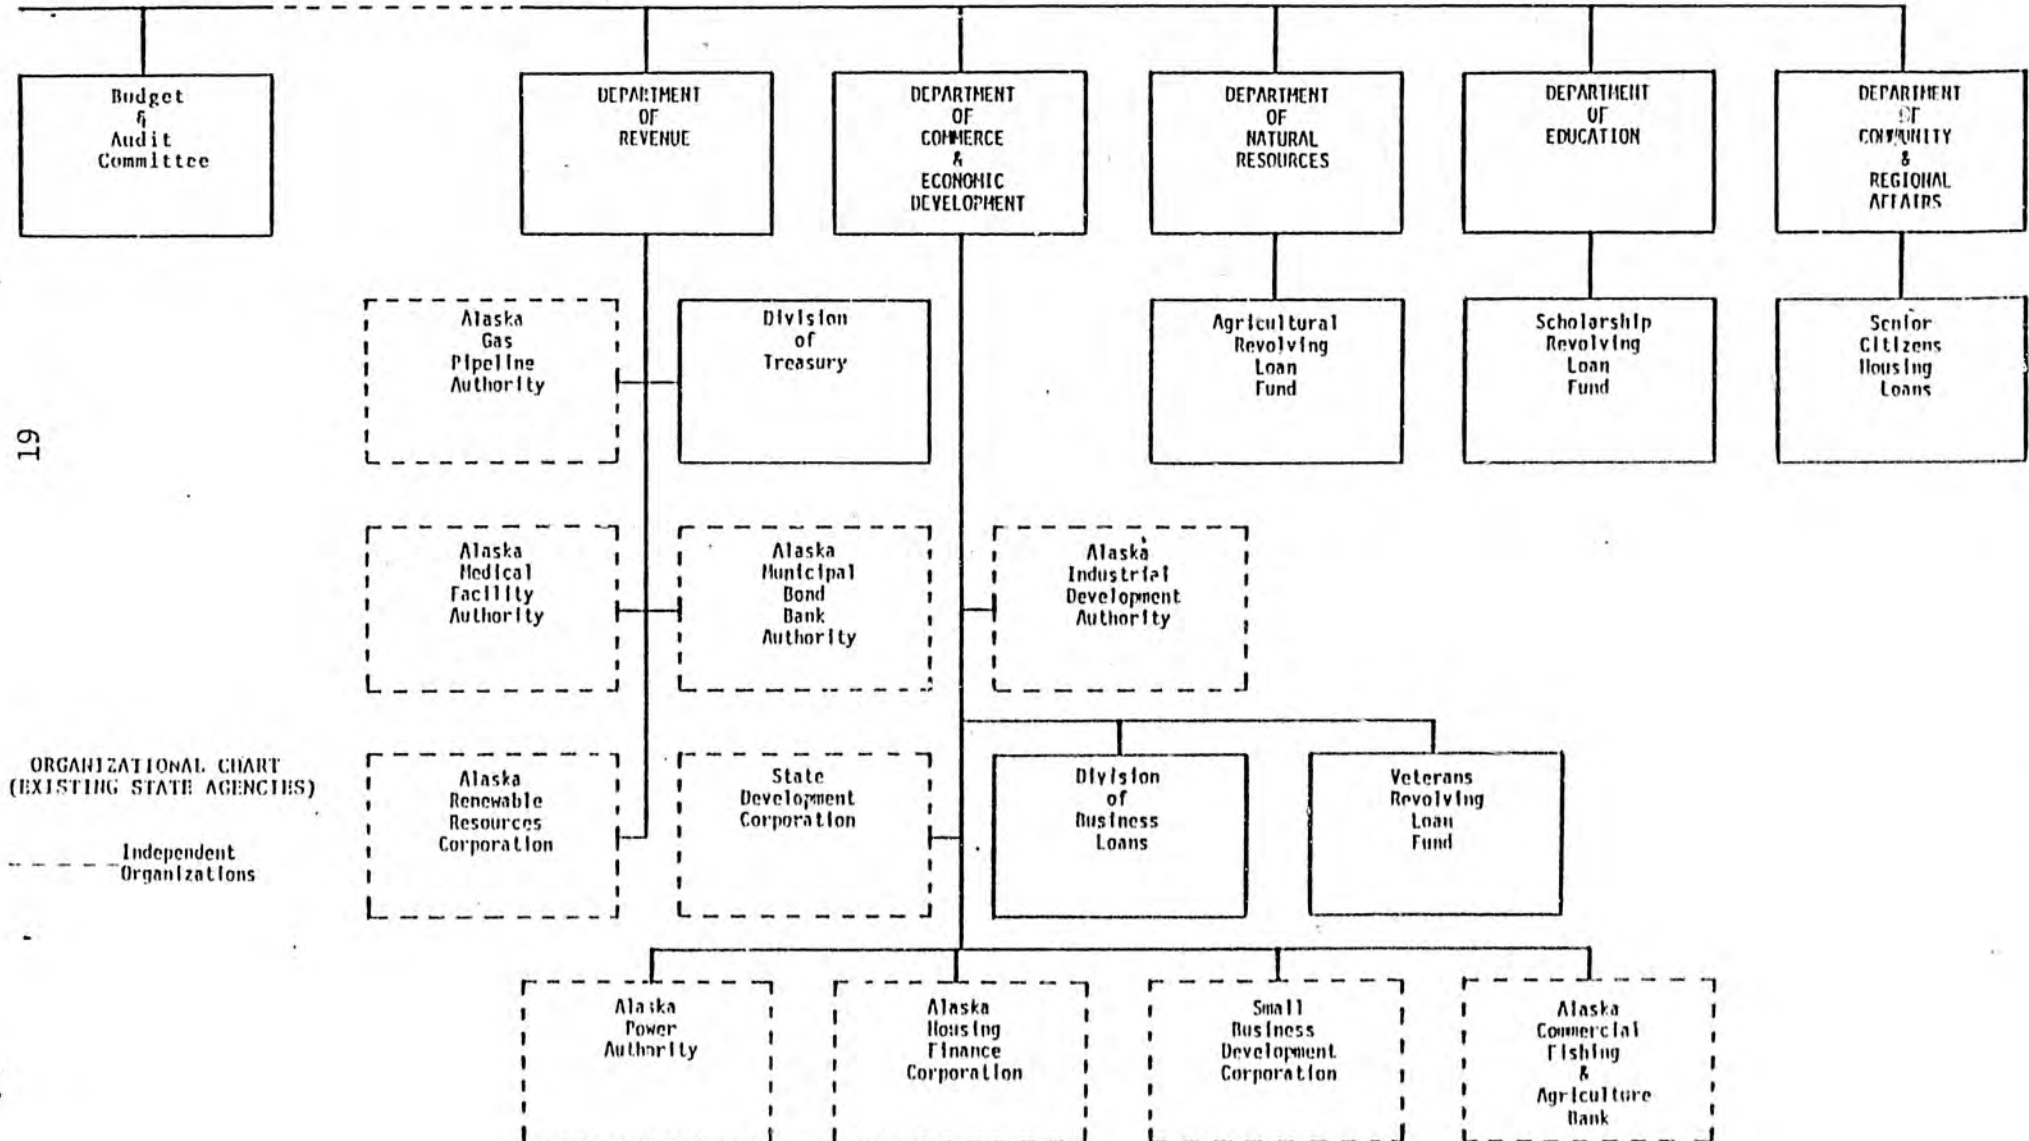 Budget
&
Audit
Committee
DEPARTMENT
OF
REVENUE
DEPARTMENT
OF
COMMERCE
&
ECONOMIC
DEVELOPMENT
DEPARTMENT
OF
NATURAL
RESOURCES
DEPARTMENT
OF
EDUCATION
DEPARTMENT
OF
COMMUNITY
&
REGIONAL
AFFAIRS
Alaska
Gas
Pipeline
Authority
Division
of
Treasury
Agricultural
Revolving
Loan
Fund
Scholarship
Revolving
Loan
Fund
Senior
Citizens
Housing
Loans
19
Alaska
Medical
Facility
Authority
Alaska
Municipal
Bond
Bank
Authority
Alaska
Industrial
Development
Authority
ORGANIZATIONAL CHART
(EXISTING STATE AGENCIES)
Independent
Organizations
Alaska
Renewable
Resources
Corporation
State
Development
Corporation
Division
of
Business
Loans
Veterans
Revolving
Loan
Fund
Alaska
Power
Authority
Alaska
Housing
Finance
Corporation
Small
Business
Development
Corporation
Alaska
Commercial
Fishing
&
Agriculture
Bank